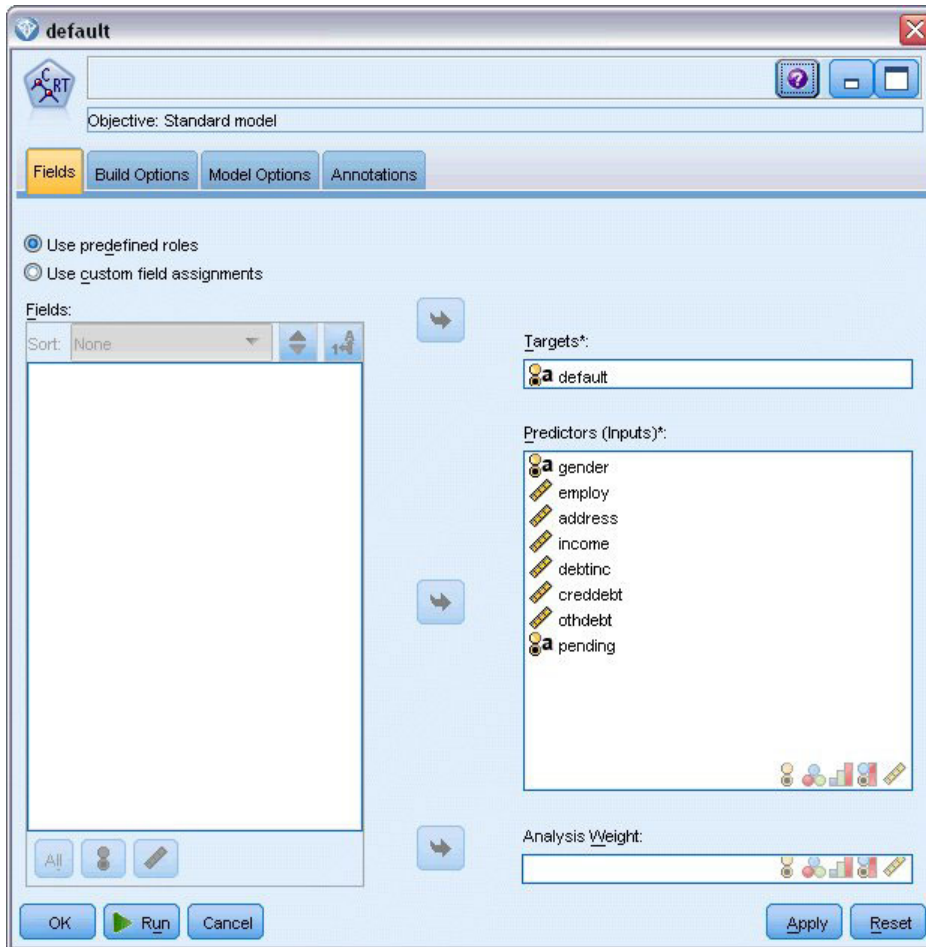 default
C RT
Objective: Standard model
Fields Build Options Model Options Annotations
Use predefined roles
Use custom field assignments
Fields:
Sort: None
Targets*:
a default
Predictors (Inputs)*:
a gender
employ
address
income
debtinc
creddebt
othdebt
a pending
All
Analysis Weight:
OK Run Cancel Apply Reset